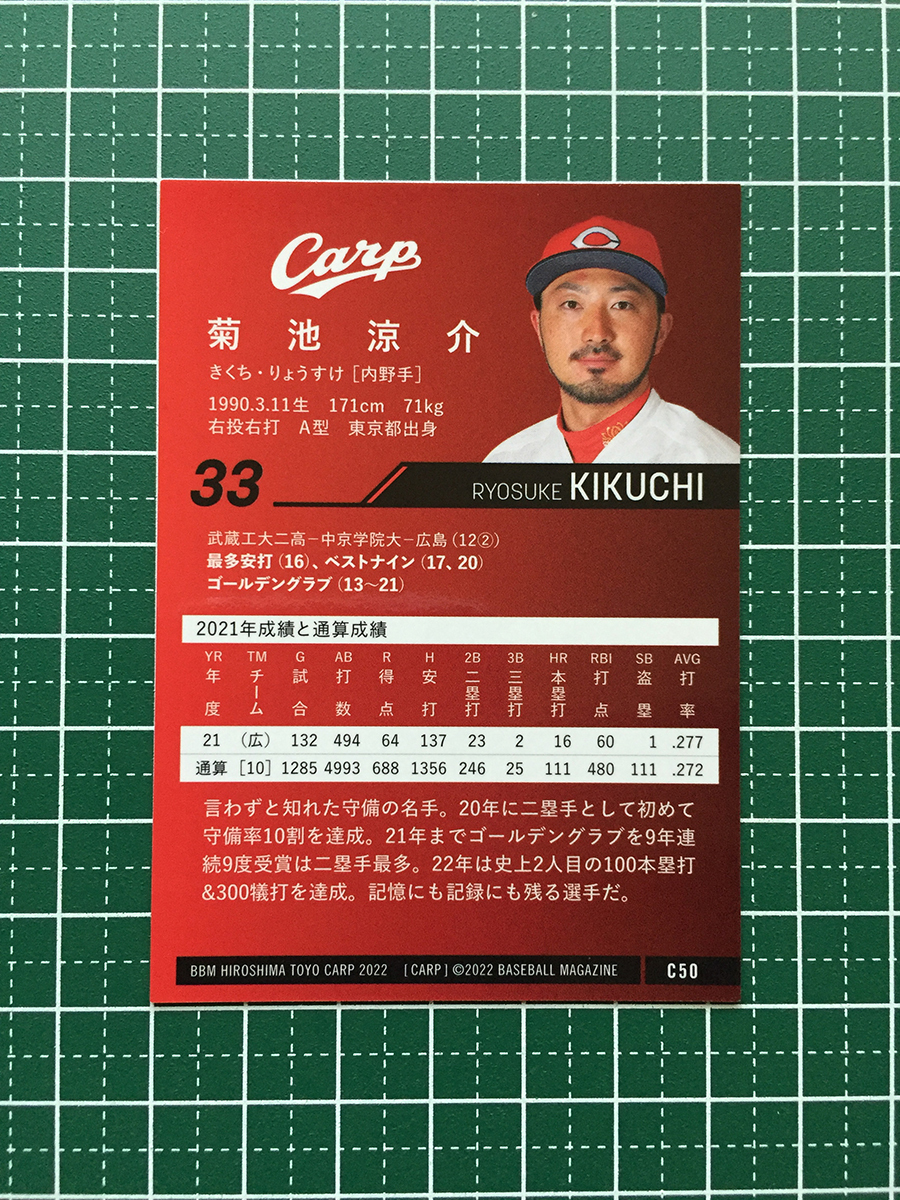 Carp
C
菊池涼介
きくち・りょうすけ［内野手］
1990.3.11生　171cm　71kg
右投右打　A型　東京都出身
33
RYOSUKE KIKUCHI
武蔵工大二高－中京学院大－広島（12②）
最多安打（16）、ベストナイン（17、20）
ゴールデングラブ（13〜21）
2021年成績と通算成績
YR TM G AB R H 2B 3B HR RBI SB AVG
年度 チーム 試合 打数 得点 安打 二塁打 三塁打 本塁打 打点 盗塁 打率
21 （広） 132 494 64 137 23 2 16 60 1 .277
通算 ［10］ 1285 4993 688 1356 246 25 111 480 111 .272
言わずと知れた守備の名手。20年に二塁手として初めて
守備率10割を達成。21年までゴールデングラブを9年連
続9度受賞は二塁手最多。22年は史上2人目の100本塁打
&300犠打を達成。記憶にも記録にも残る選手だ。
BBM HIROSHIMA TOYO CARP 2022 ［CARP］©2022 BASEBALL MAGAZINE C50